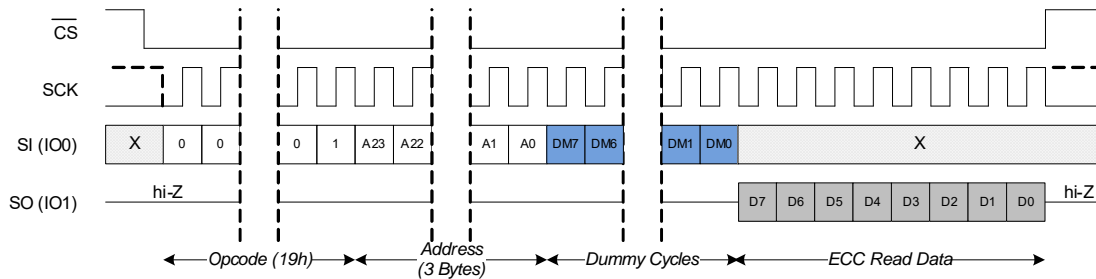 CS
SCK
SI (IO0) X 0 0 0 1 A23 A22 A1 A0 DM7 DM6 DM1 DM0 X
hi-Z D7 D6 D5 D4 D3 D2 D1 D0 hi-Z
SO (IO1)
Opcode (19h) Address Dummy Cycles ECC Read Data
(3 Bytes)